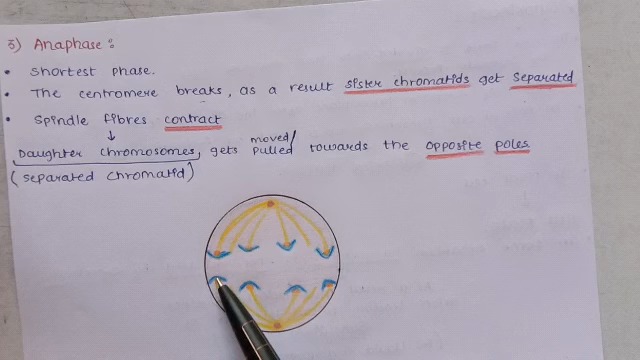 3) Anaphase :
• Shortest phase.
• The centromere breaks, as a result sister chromatids get separated
• Spindle fibres contract
↓
moved/
Daughter chromosomes, gets pulled towards the opposite poles
(separated chromatid)